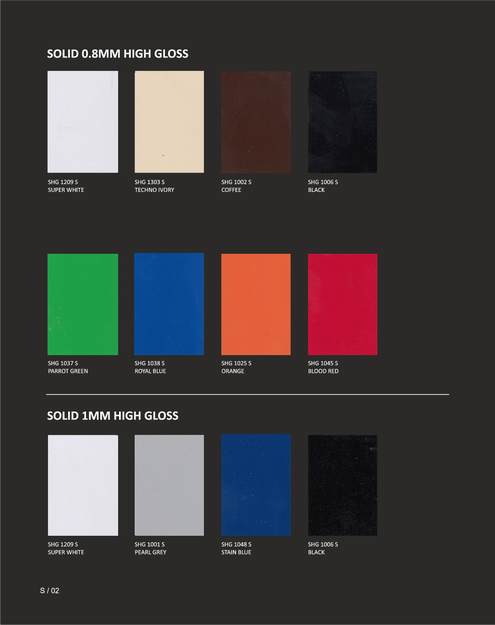 SOLID 0.8MM HIGH GLOSS
SHG 1209 S
SUPER WHITE
SHG 1303 S
TECHNO IVORY
SHG 1002 S
COFFEE
SHG 1006 S
BLACK
SHG 1037 S
PARROT GREEN
SHG 1038 S
ROYAL BLUE
SHG 1025 S
ORANGE
SHG 1045 S
BLOOD RED
SOLID 1MM HIGH GLOSS
SHG 1209 S
SUPER WHITE
SHG 1001 S
PEARL GREY
SHG 1048 S
STAIN BLUE
SHG 1006 S
BLACK
S / 02